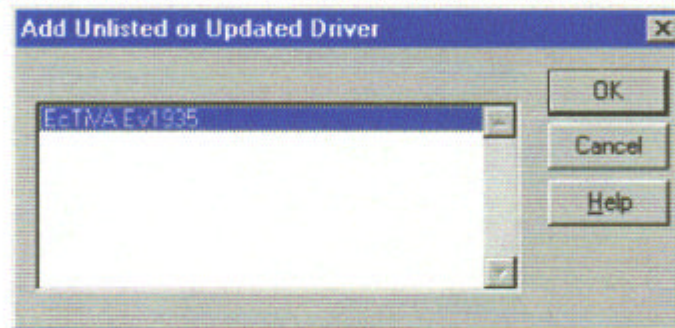 Add Unlisted or Updated Driver
EcTiVA Ev1935
OK
Cancel
Help